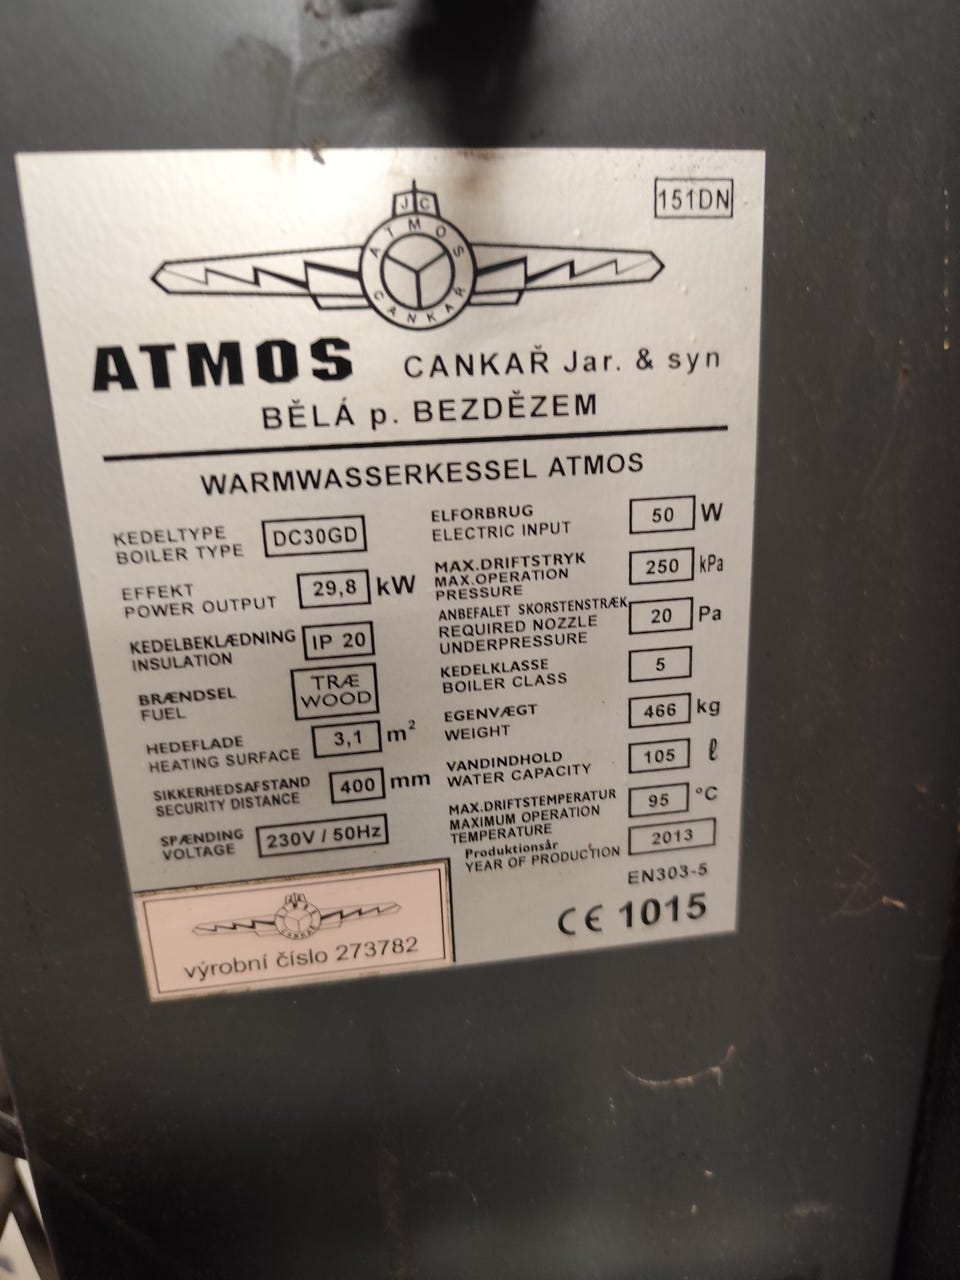 151DN
JC
ATMOS
CANKAŘ
ATMOS CANKAŘ Jar. & syn
BĚLÁ p. BEZDĚZEM
WARMWASSERKESSEL ATMOS
KEDELTYPE
BOILER TYPE DC30GD
EFFEKT
POWER OUTPUT 29,8 kW
KEDELBEKLÆDNING
INSULATION IP 20
BRÆNDSEL
FUEL
TRÆ
WOOD
HEDEFLADE
HEATING SURFACE 3,1 m²
SIKKERHEDSAFSTAND
SECURITY DISTANCE 400 mm
SPÆNDING
VOLTAGE 230V / 50Hz
ELFORBRUG
ELECTRIC INPUT 50 W
MAX.DRIFTSTRYK
MAX.OPERATION
PRESSURE 250 kPa
ANBEFALET SKORSTENSTRÆK
REQUIRED NOZZLE
UNDERPRESSURE 20 Pa
KEDELKLASSE
BOILER CLASS 5
EGENVÆGT
WEIGHT 466 kg
VANDINDHOLD
WATER CAPACITY 105 ℓ
MAX.DRIFTSTEMPERATUR
MAXIMUM OPERATION
TEMPERATURE 95 °C
Produktionsår
YEAR OF PRODUCTION 2013
EN303-5
CE 1015
CANKAŘ
výrobní číslo 273782